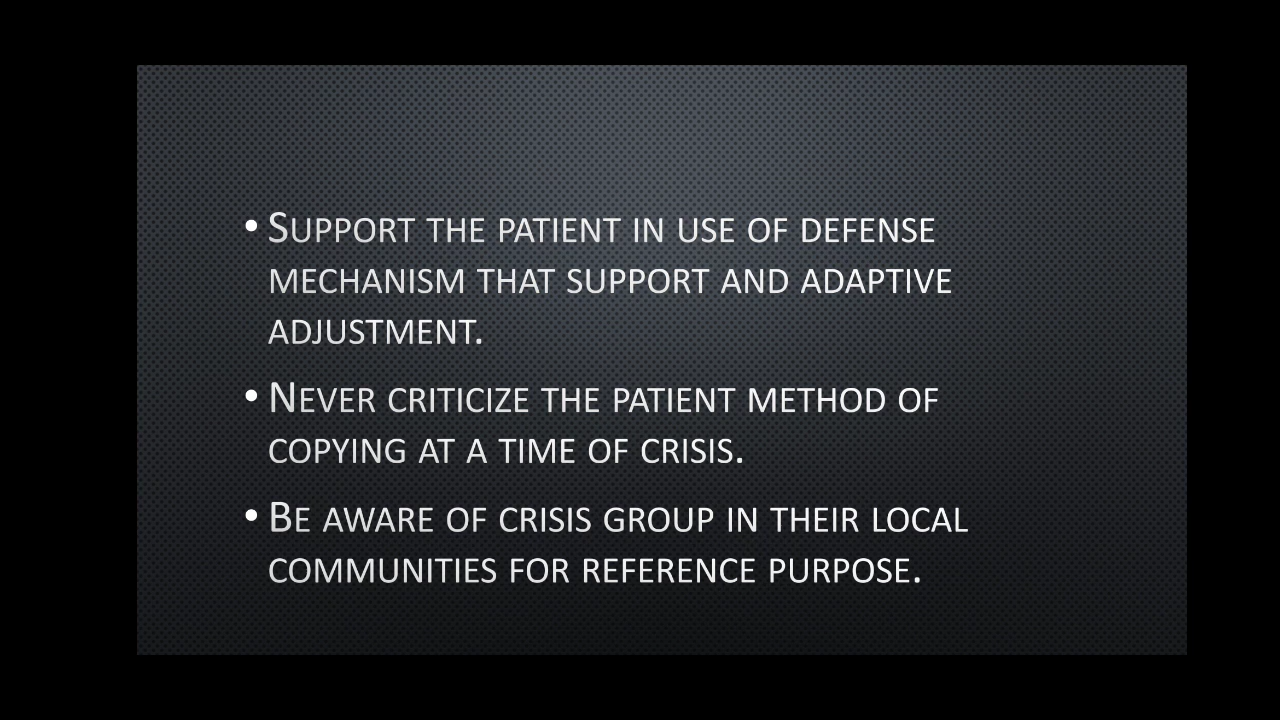 • Support the patient in use of defense
mechanism that support and adaptive
adjustment.
• Never criticize the patient method of
copying at a time of crisis.
• Be aware of crisis group in their local
communities for reference purpose.